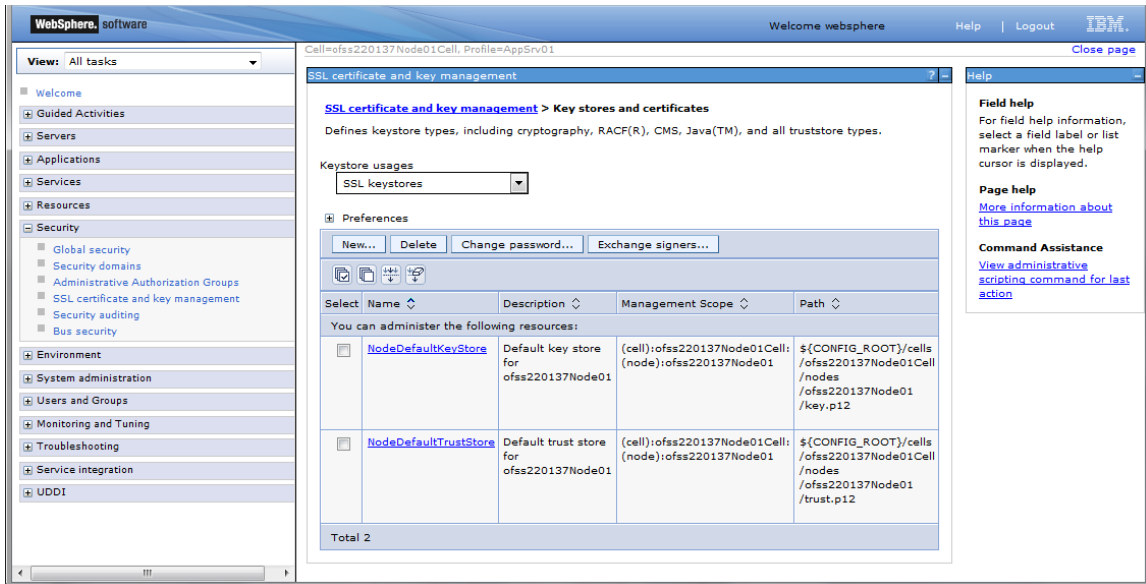 WebSphere. software
Welcome websphere
Help | Logout
IBM.
View: All tasks
Welcome
Guided Activities
Servers
Applications
Services
Resources
Security
Global security
Security domains
Administrative Authorization Groups
SSL certificate and key management
Security auditing
Bus security
Environment
System administration
Users and Groups
Monitoring and Tuning
Troubleshooting
Service integration
UDDI
Cell=ofss220137Node01Cell, Profile=AppSrv01
Close page
SSL certificate and key management
? -
SSL certificate and key management > Key stores and certificates
Defines keystore types, including cryptography, RACF(R), CMS, Java(TM), and all truststore types.
Keystore usages
SSL keystores
Preferences
New... Delete Change password... Exchange signers...
Select Name Description Management Scope Path
You can administer the following resources:
NodeDefaultKeyStore
Default key store
for
ofss220137Node01
(cell):ofss220137Node01Cell:
(node):ofss220137Node01
${CONFIG_ROOT}/cells
/ofss220137Node01Cell
/nodes
/ofss220137Node01
/key.p12
NodeDefaultTrustStore
Default trust store
for
ofss220137Node01
(cell):ofss220137Node01Cell:
(node):ofss220137Node01
${CONFIG_ROOT}/cells
/ofss220137Node01Cell
/nodes
/ofss220137Node01
/trust.p12
Total 2
Help
Field help
For field help information,
select a field label or list
marker when the help
cursor is displayed.
Page help
More information about
this page
Command Assistance
View administrative
scripting command for last
action